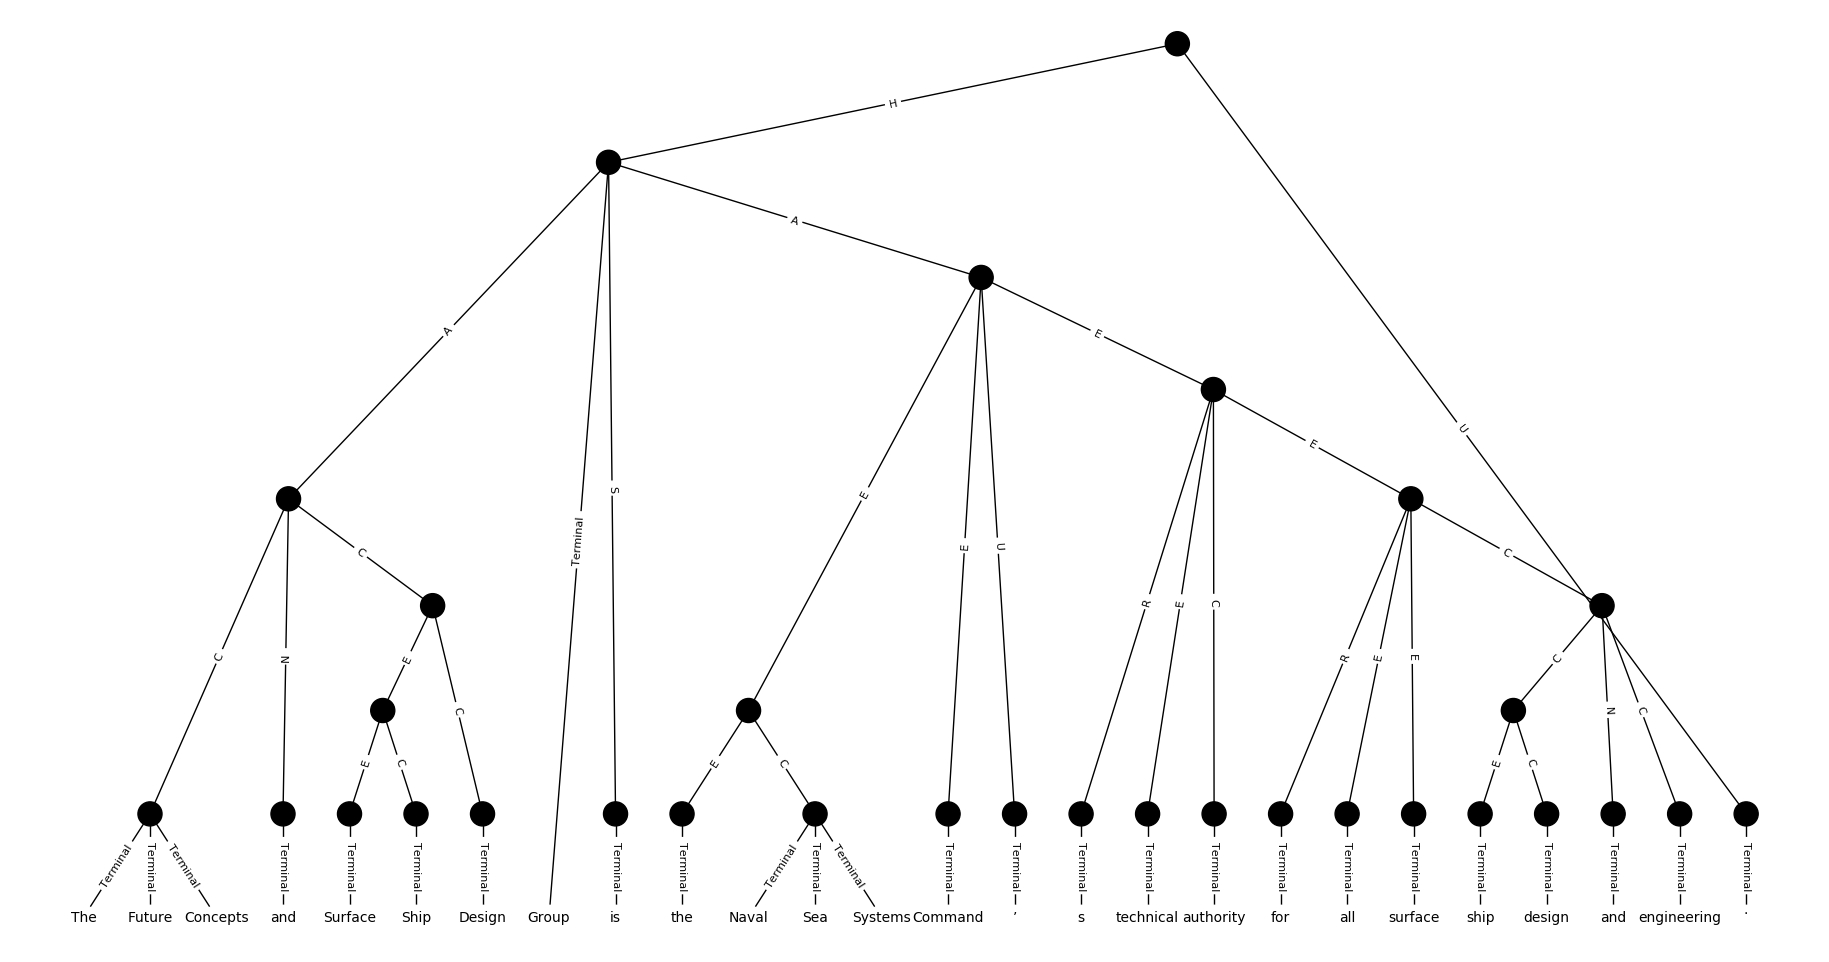 H
A
A
E
U
E
S
E
Terminal
E
U
C
C
C
R
E
C
C
N
E
R
E
E
C
C
N
C
E
C
E
C
E
C
Terminal Terminal Terminal Terminal Terminal Terminal Terminal Terminal Terminal Terminal Terminal Terminal Terminal Terminal Terminal Terminal Terminal Terminal Terminal Terminal Terminal Terminal Terminal Terminal Terminal
The Future Concepts and Surface Ship Design Group is the Naval Sea Systems Command ' s technical authority for all surface ship design and engineering .